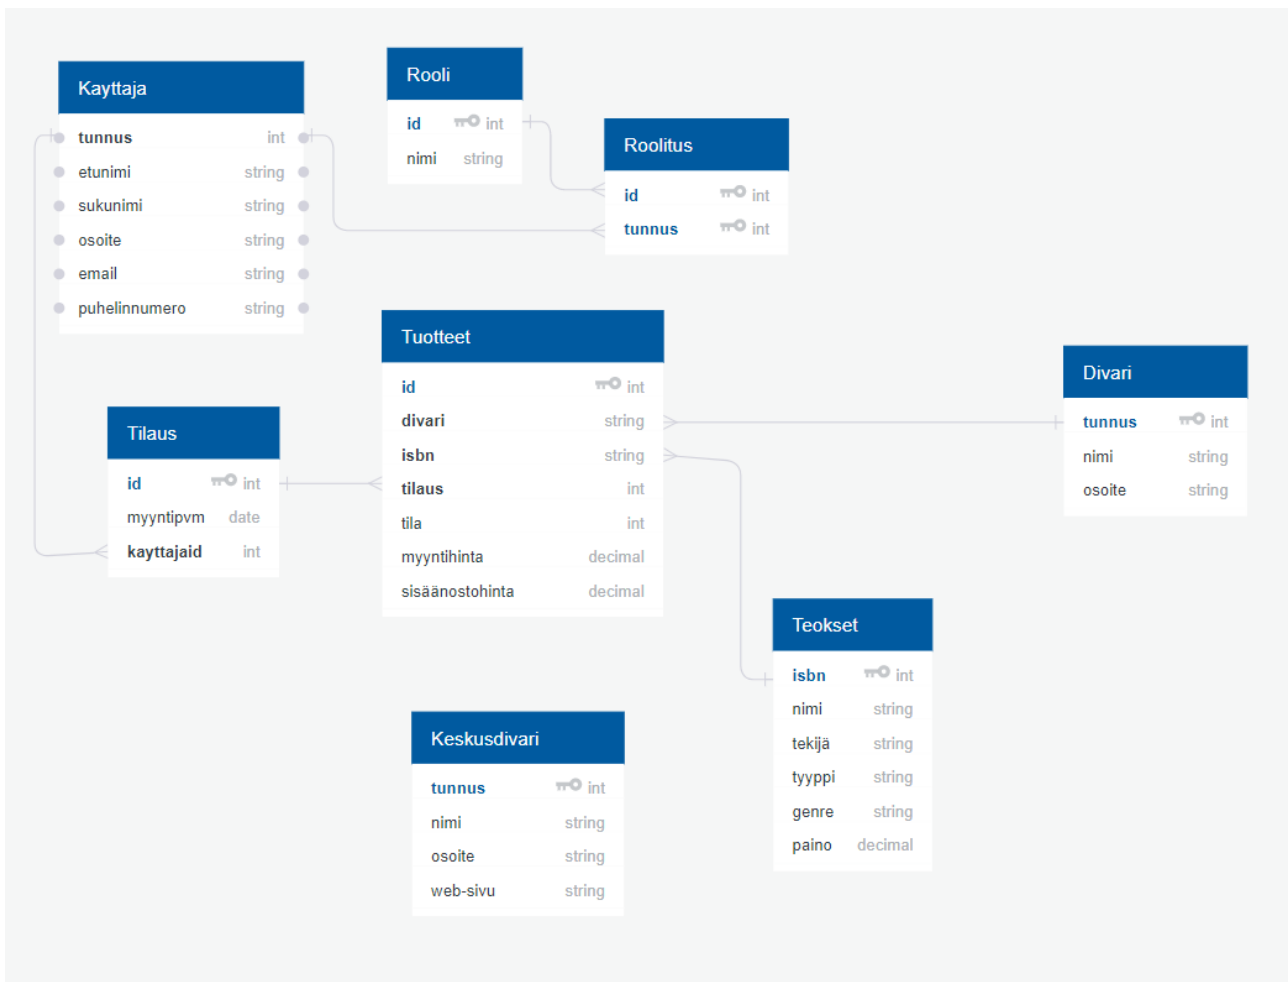 Kayttaja
tunnus int
etunimi string
sukunimi string
osoite string
email string
puhelinnumero string
Rooli
id int
nimi string
Roolitus
id int
tunnus int
Tuotteet
id int
divari string
isbn string
tilaus int
tila int
myyntihinta decimal
sisäänostohinta decimal
Divari
tunnus int
nimi string
osoite string
Tilaus
id int
myyntipvm date
kayttajaid int
Teokset
isbn int
nimi string
tekijä string
tyyppi string
genre string
paino decimal
Keskusdivari
tunnus int
nimi string
osoite string
web-sivu string